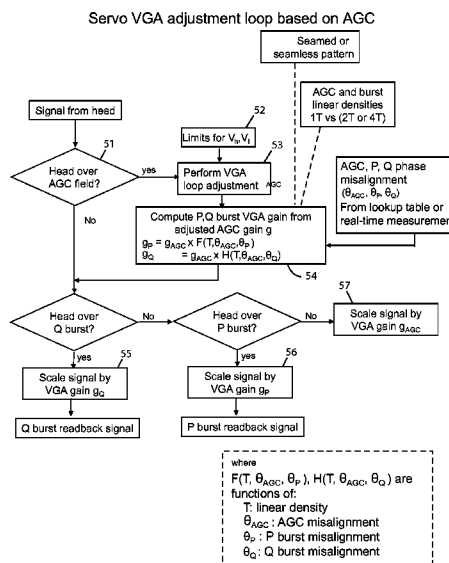 Servo VGA adjustment loop based on AGC
Seamed or
seamless pattern
Signal from head
AGC and burst
linear densities
1T vs (2T or 4T)
51
52
Limits for Vh, Vl
53
Head over
AGC field?
yes
Perform VGA
loop adjustment AGC
No
AGC, P, Q phase
misalignment
(θAGC, θP, θQ)
From lookup table or
real-time measurement
Compute P,Q burst VGA gain from
adjusted AGC gain g
gP = gAGC x F(T,θAGC,θP)
gQ = gAGC x H(T,θAGC,θQ)
54
Head over
Q burst?
No
Head over
P burst?
No
57
Scale signal by
VGA gain gAGC
yes
55
yes
56
Scale signal by
VGA gain gQ
Scale signal by
VGA gain gP
Q burst readback signal
P burst readback signal
where
F(T, θAGC, θP), H(T, θAGC, θQ) are
functions of:
T: linear density
θAGC : AGC misalignment
θP : P burst misalignment
θQ : Q burst misalignment